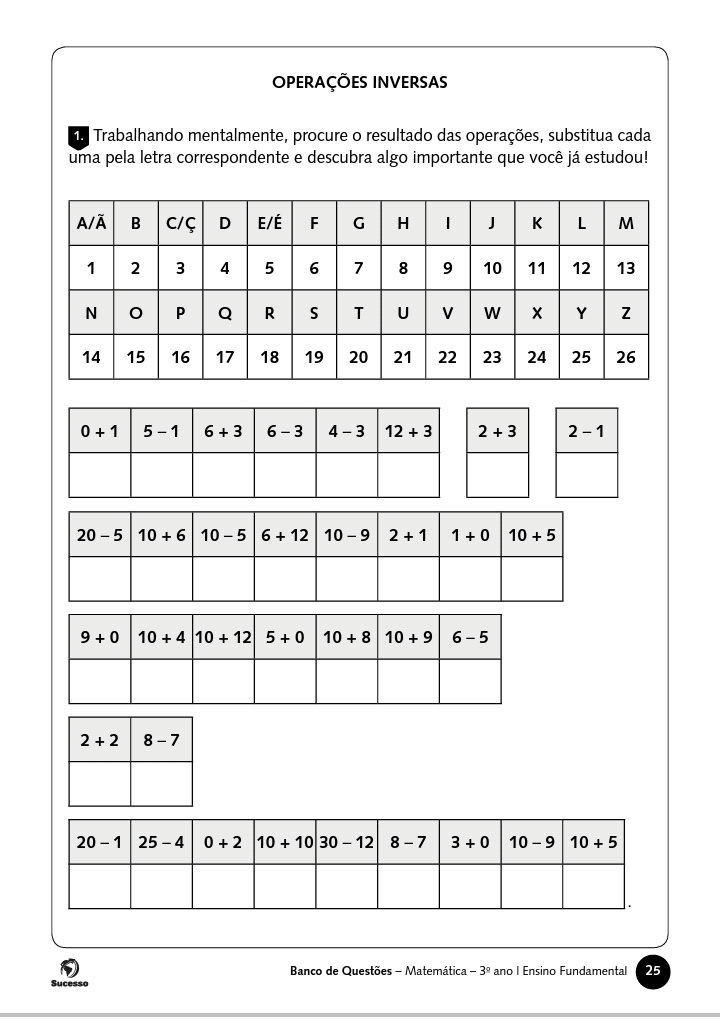 OPERAÇÕES INVERSAS
1. Trabalhando mentalmente, procure o resultado das operações, substitua cada
uma pela letra correspondente e descubra algo importante que você já estudou!
A/Ã B C/Ç D E/É F G H I J K L M
1 2 3 4 5 6 7 8 9 10 11 12 13
N O P Q R S T U V W X Y Z
14 15 16 17 18 19 20 21 22 23 24 25 26
0 + 1 5 – 1 6 + 3 6 – 3 4 – 3 12 + 3 2 + 3 2 – 1
20 – 5 10 + 6 10 – 5 6 + 12 10 – 9 2 + 1 1 + 0 10 + 5
9 + 0 10 + 4 10 + 12 5 + 0 10 + 8 10 + 9 6 – 5
2 + 2 8 – 7
20 – 1 25 – 4 0 + 2 10 + 10 30 – 12 8 – 7 3 + 0 10 – 9 10 + 5
.
Sucesso
Banco de Questões – Matemática – 3º ano | Ensino Fundamental 25